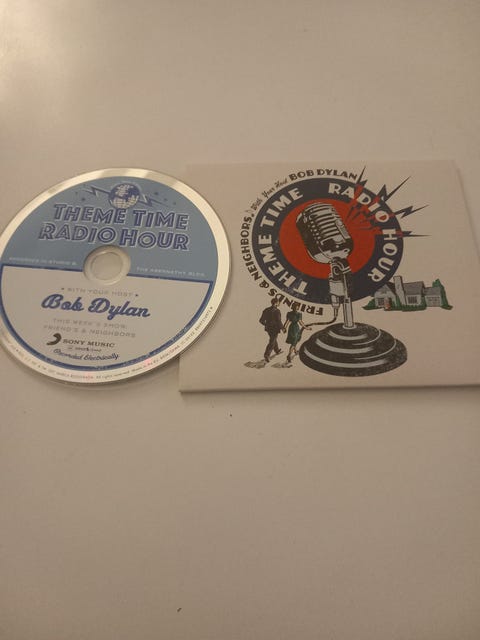 THEME TIME
RADIO HOUR
RECORDED IN STUDIO B
THE ABERNATHY BLDG.
WITH YOUR HOST
Bob Dylan
THIS WEEK'S SHOW:
FRIEND'S & NEIGHBORS
SONY MUSIC
Recorded Electrically
FRIENDS & NEIGHBORS. With Your Host BOB DYLAN
THEME TIME RADIO HOUR